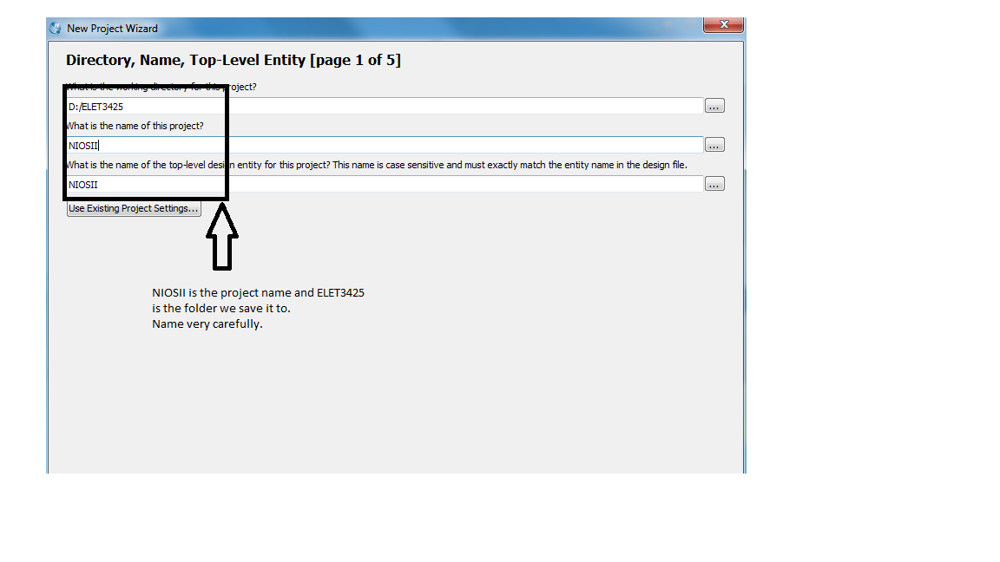 New Project Wizard
Directory, Name, Top-Level Entity [page 1 of 5]
What is the working directory for this project?
D:/ELET3425
...
What is the name of this project?
NIOSII
...
What is the name of the top-level design entity for this project? This name is case sensitive and must exactly match the entity name in the design file.
NIOSII
...
Use Existing Project Settings...
NIOSII is the project name and ELET3425
is the folder we save it to.
Name very carefully.